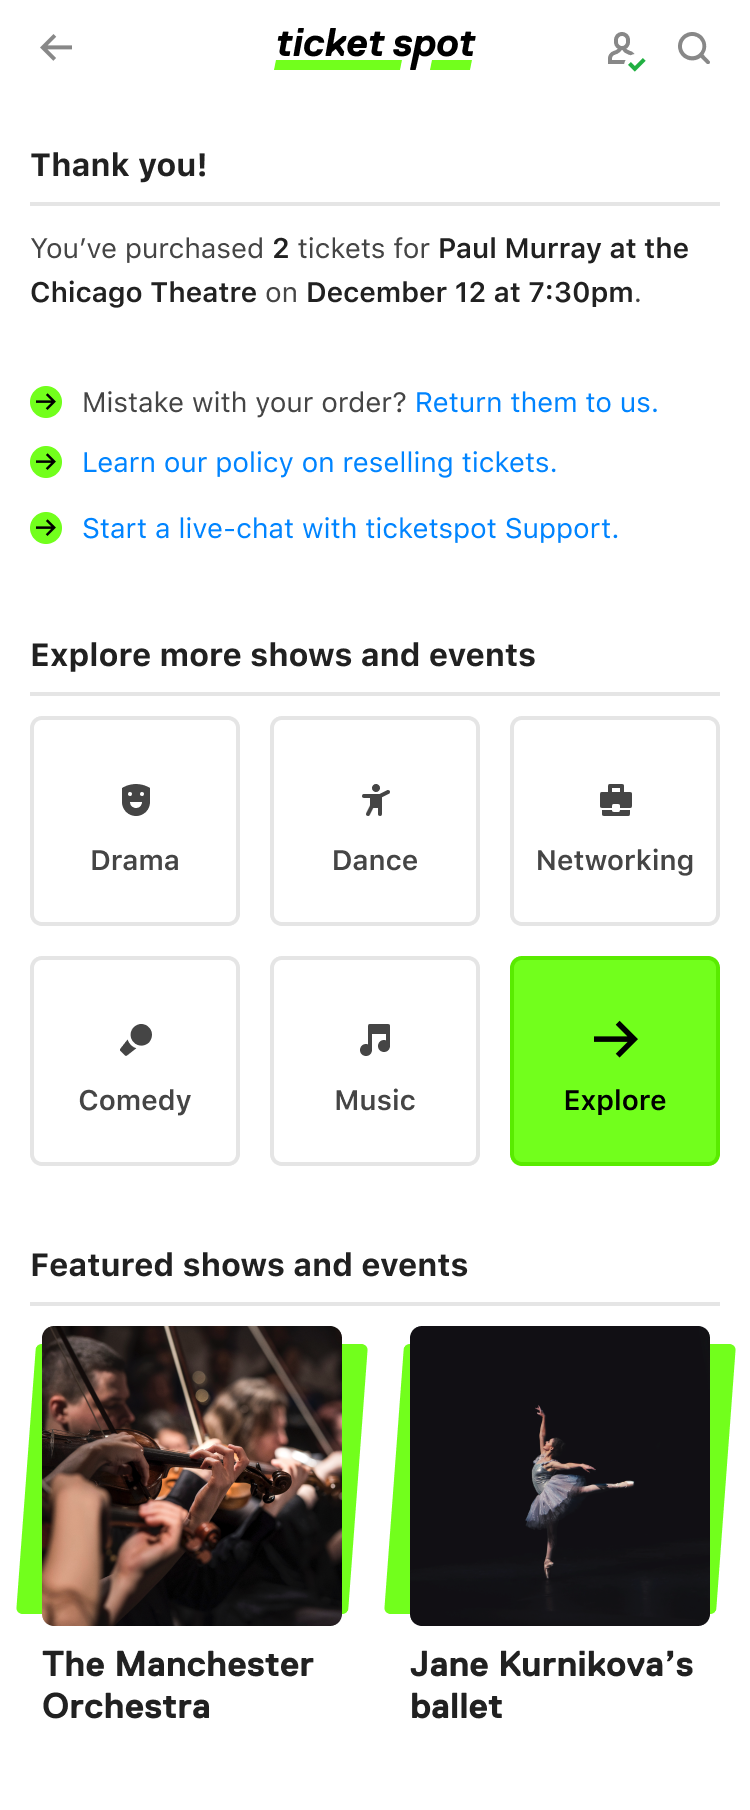 ticket spot
Thank you!
You’ve purchased 2 tickets for Paul Murray at the
Chicago Theatre on December 12 at 7:30pm.
Mistake with your order? Return them to us.
Learn our policy on reselling tickets.
Start a live-chat with ticketspot Support.
Explore more shows and events
Drama
Dance
Networking
Comedy
Music
Explore
Featured shows and events
The Manchester
Orchestra
Jane Kurnikova’s
ballet